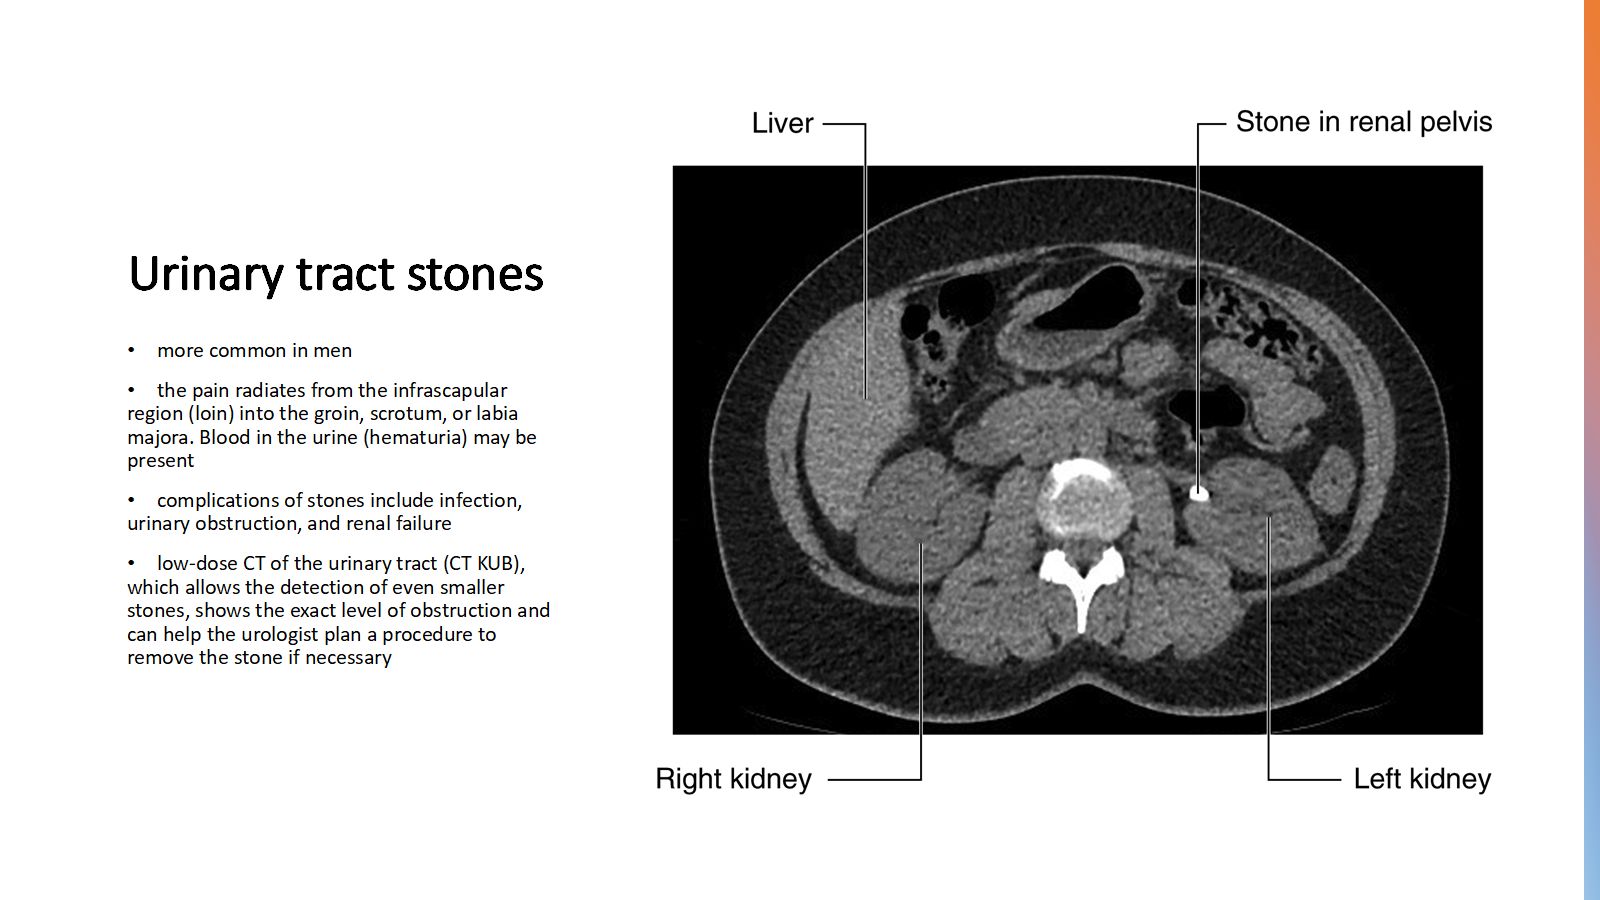 Urinary tract stones
• more common in men
• the pain radiates from the infrascapular
region (loin) into the groin, scrotum, or labia
majora. Blood in the urine (hematuria) may be
present
• complications of stones include infection,
urinary obstruction, and renal failure
• low-dose CT of the urinary tract (CT KUB),
which allows the detection of even smaller
stones, shows the exact level of obstruction and
can help the urologist plan a procedure to
remove the stone if necessary
Liver
Stone in renal pelvis
Right kidney
Left kidney